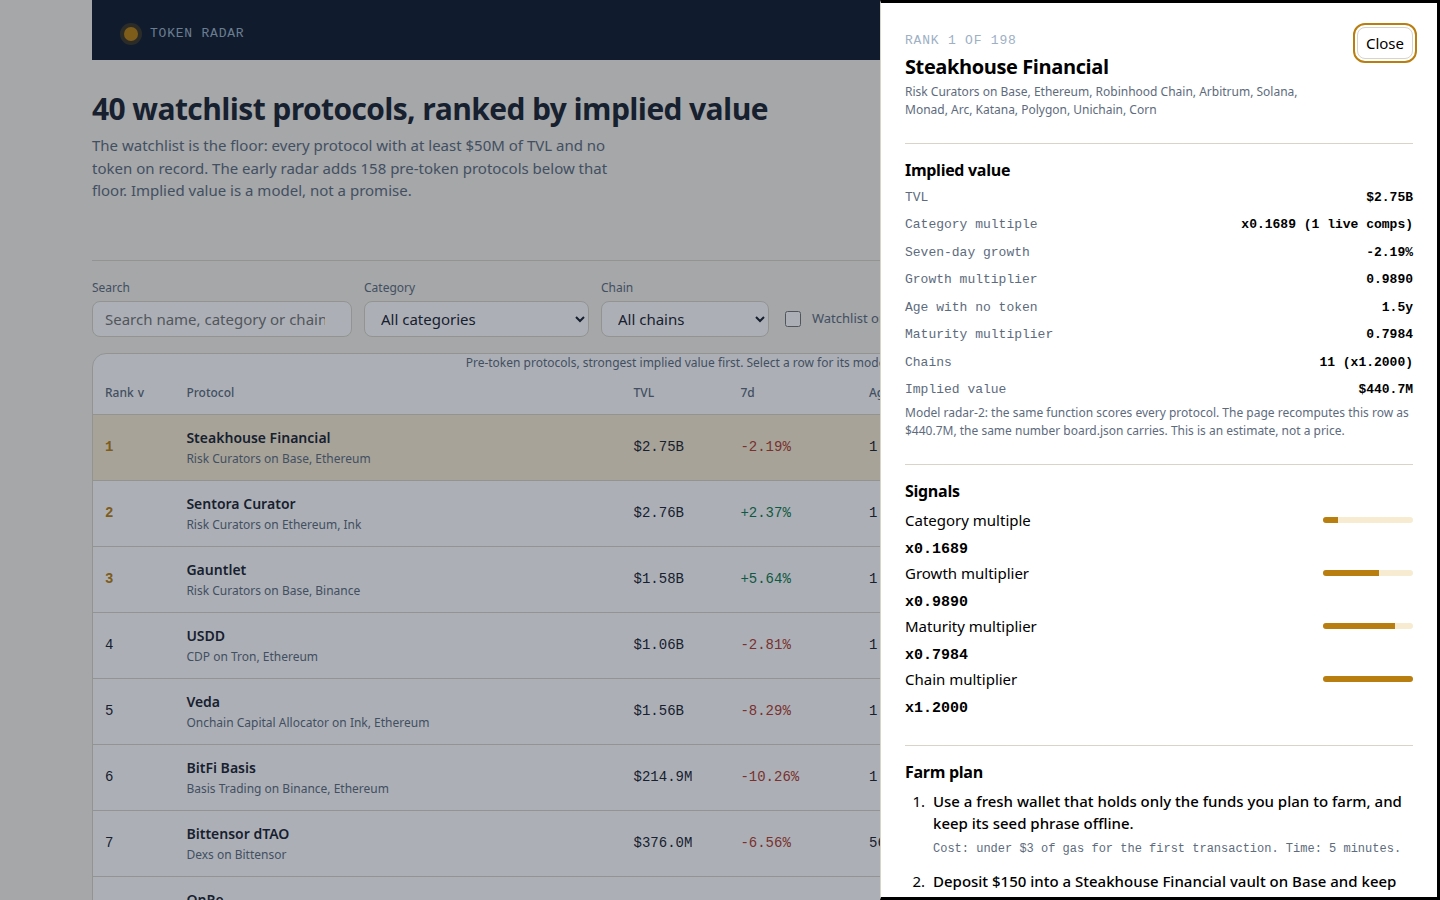 TOKEN RADAR
40 watchlist protocols, ranked by implied value
The watchlist is the floor: every protocol with at least $50M of TVL and no
token on record. The early radar adds 158 pre-token protocols below that
floor. Implied value is a model, not a promise.
Search
Category
Chain
Search name, category or chain
All categories
All chains
Watchlist o
Pre-token protocols, strongest implied value first. Select a row for its mode
Rank v
Protocol
TVL
7d
Ag
1
Steakhouse Financial
Risk Curators on Base, Ethereum
$2.75B
-2.19%
1
2
Sentora Curator
Risk Curators on Ethereum, Ink
$2.76B
+2.37%
1
3
Gauntlet
Risk Curators on Base, Binance
$1.58B
+5.64%
1
4
USDD
CDP on Tron, Ethereum
$1.06B
-2.81%
1
5
Veda
Onchain Capital Allocator on Ink, Ethereum
$1.56B
-8.29%
1
6
BitFi Basis
Basis Trading on Binance, Ethereum
$214.9M
-10.26%
1
7
Bittensor dTAO
Dexs on Bittensor
$376.0M
-6.56%
RANK 1 OF 198
Close
Steakhouse Financial
Risk Curators on Base, Ethereum, Robinhood Chain, Arbitrum, Solana,
Monad, Arc, Katana, Polygon, Unichain, Corn
Implied value
TVL $2.75B
Category multiple x0.1689 (1 live comps)
Seven-day growth -2.19%
Growth multiplier 0.9890
Age with no token 1.5y
Maturity multiplier 0.7984
Chains 11 (x1.2000)
Implied value $440.7M
Model radar-2: the same function scores every protocol. The page recomputes this row as
$440.7M, the same number board.json carries. This is an estimate, not a price.
Signals
Category multiple
x0.1689
Growth multiplier
x0.9890
Maturity multiplier
x0.7984
Chain multiplier
x1.2000
Farm plan
1. Use a fresh wallet that holds only the funds you plan to farm, and
keep its seed phrase offline.
Cost: under $3 of gas for the first transaction. Time: 5 minutes.
2. Deposit $150 into a Steakhouse Financial vault on Base and keep